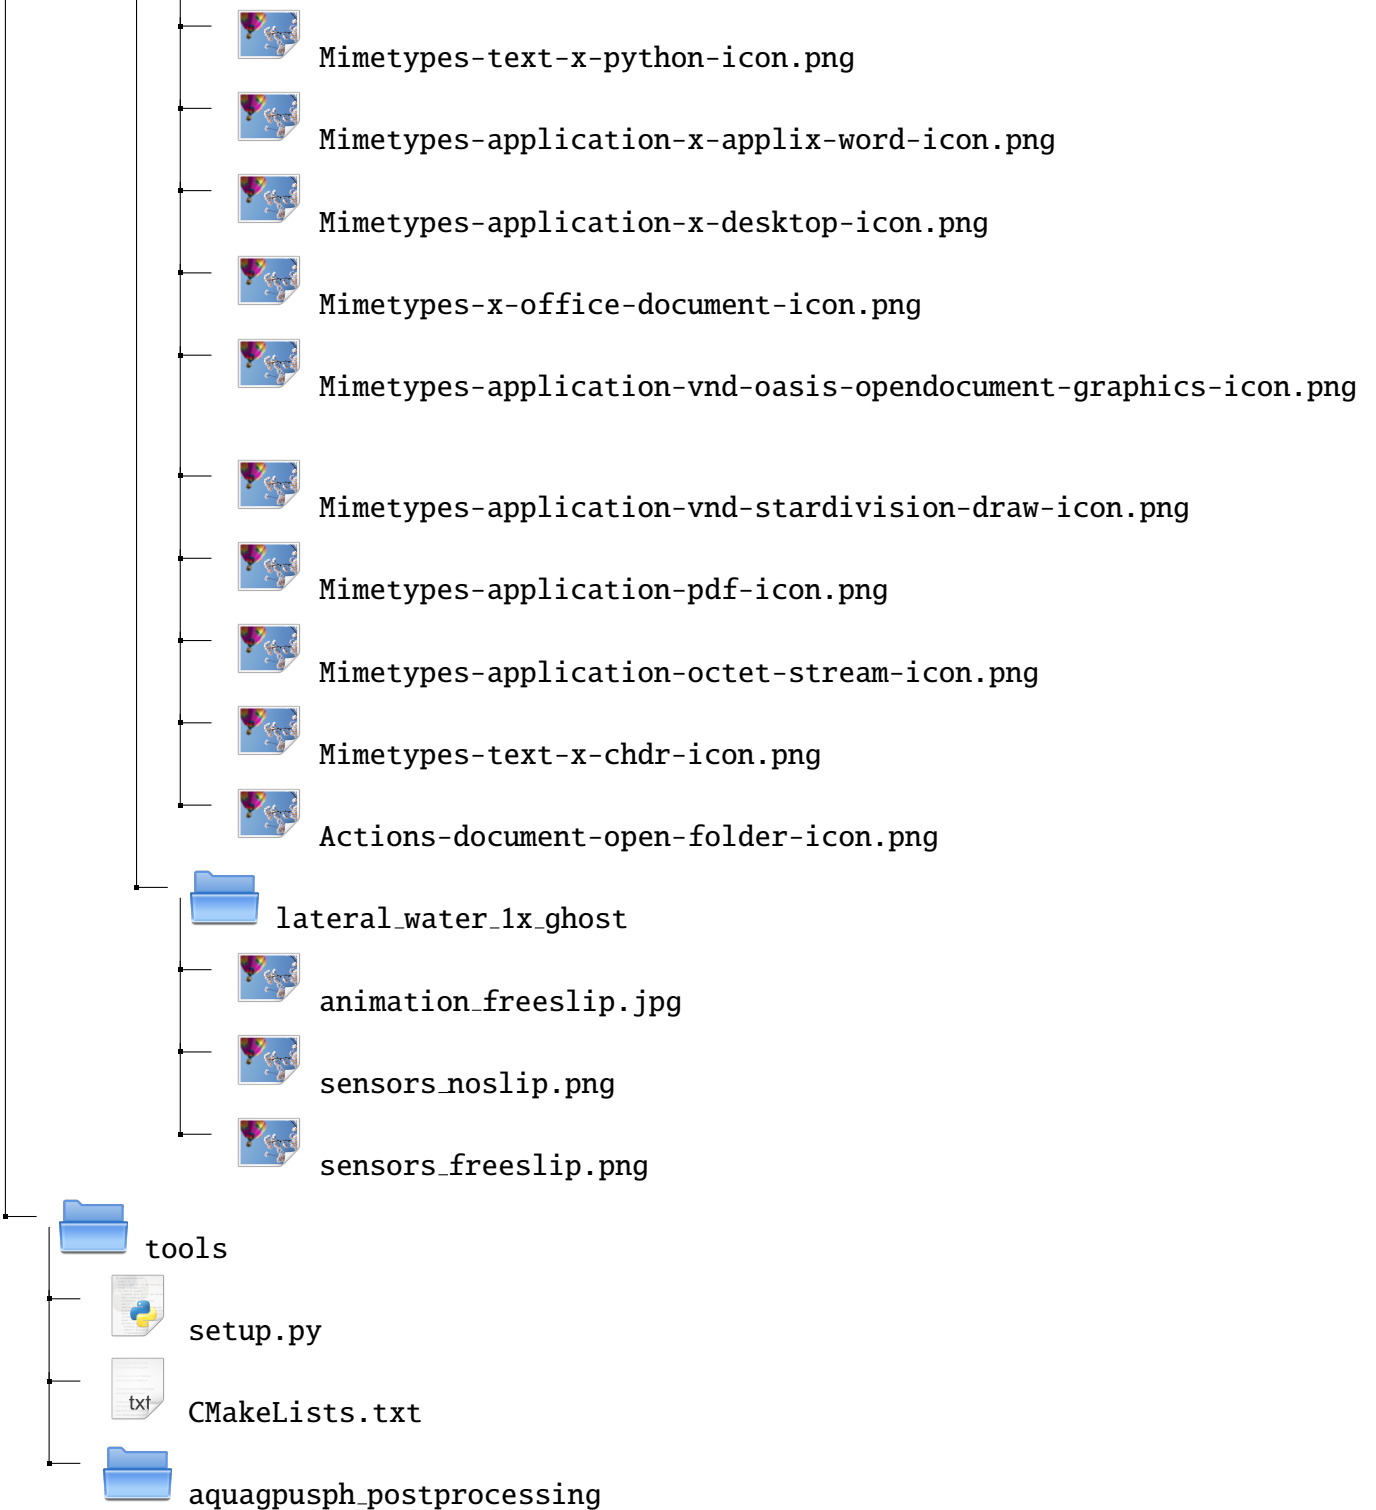 Mimetypes-text-x-python-icon.png
Mimetypes-application-x-applix-word-icon.png
Mimetypes-application-x-desktop-icon.png
Mimetypes-x-office-document-icon.png
Mimetypes-application-vnd-oasis-opendocument-graphics-icon.png
Mimetypes-application-vnd-stardivision-draw-icon.png
Mimetypes-application-pdf-icon.png
Mimetypes-application-octet-stream-icon.png
Mimetypes-text-x-chdr-icon.png
Actions-document-open-folder-icon.png
lateral_water_1x_ghost
animation_freeslip.jpg
sensors_noslip.png
sensors_freeslip.png
tools
setup.py
txt
CMakeLists.txt
aquagpusph_postprocessing